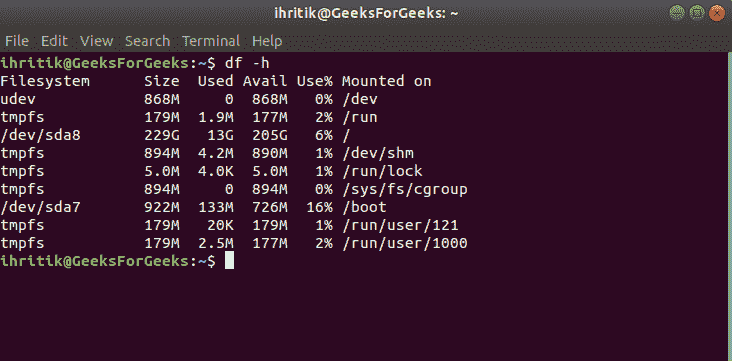 ihritik@GeeksForGeeks: ~
File Edit View Search Terminal Help
ihritik@GeeksForGeeks:~$ df -h
Filesystem      Size  Used Avail Use% Mounted on
udev            868M     0  868M   0% /dev
tmpfs           179M  1.9M  177M   2% /run
/dev/sda8       229G   13G  205G   6% /
tmpfs           894M  4.2M  890M   1% /dev/shm
tmpfs           5.0M  4.0K  5.0M   1% /run/lock
tmpfs           894M     0  894M   0% /sys/fs/cgroup
/dev/sda7       922M  133M  726M  16% /boot
tmpfs           179M   20K  179M   1% /run/user/121
tmpfs           179M  2.5M  177M   2% /run/user/1000
ihritik@GeeksForGeeks:~$